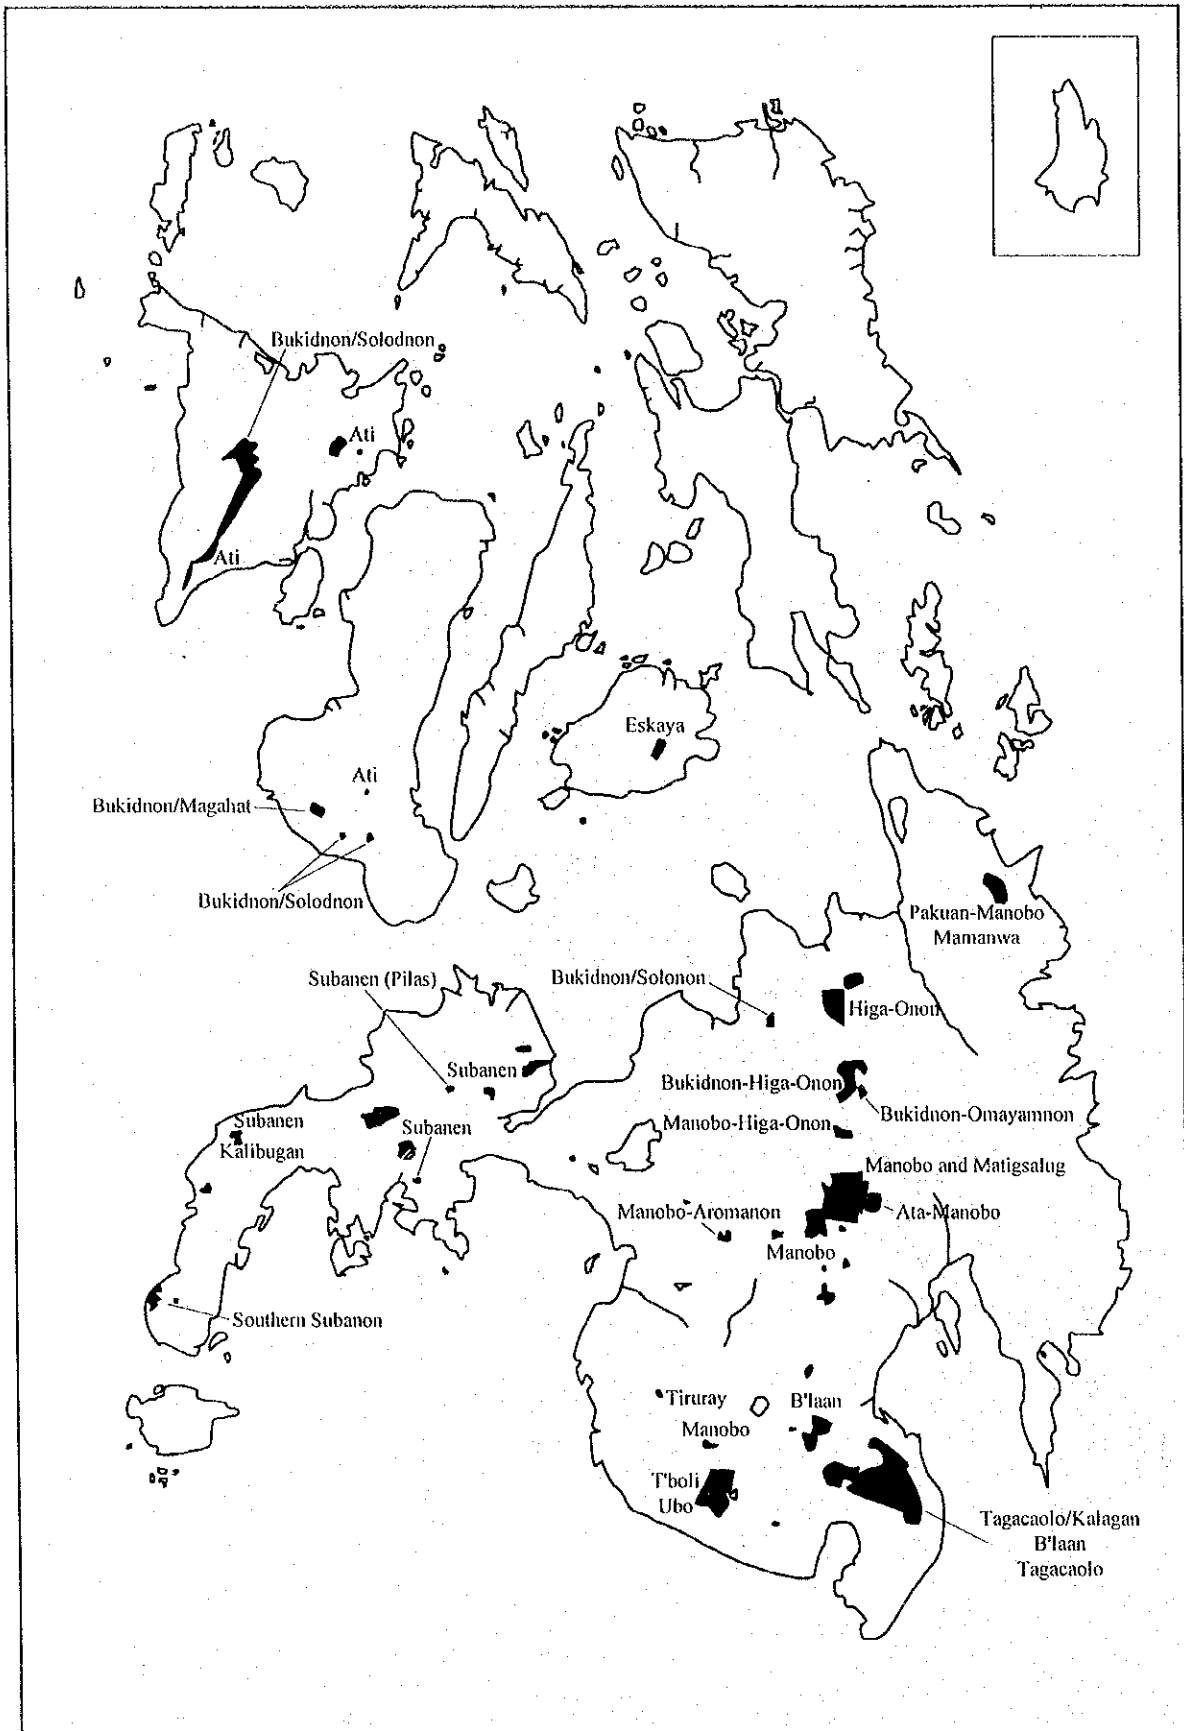 Bukidnon/Solodnon
Ati
Ati
Eskaya
Ati
Bukidnon/Magahat
Bukidnon/Solodnon
Pakuan-Manobo
Mamanwa
Subanen (Pilas)
Bukidnon/Solonon
Higa-Onon
Subanen
Bukidnon-Higa-Onon
Bukidnon-Omayamnon
Subanen
Kalibugan
Subanen
Manobo-Higa-Onon
Manobo and Matigsalug
Manobo-Aromanon
Ata-Manobo
Manobo
Southern Subanon
Tiruray
B'laan
Manobo
T'boli
Ubo
Tagacaolo/Kalagan
B'laan
Tagacaolo